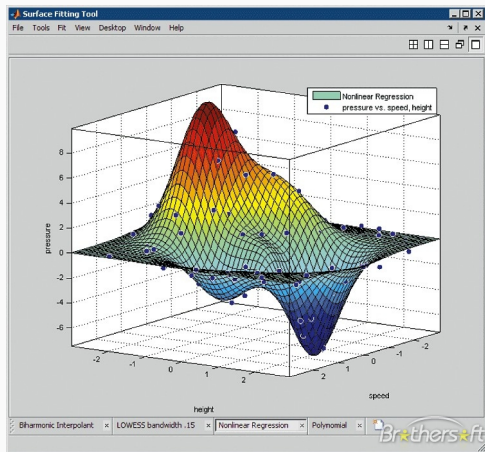 Surface Fitting Tool
File Tools Fit View Desktop Window Help
Nonlinear Regression
pressure vs. speed, height
8
6
4
2
0
-2
-4
-6
pressure
-2
-1
0
1
2
height
2
1
0
-1
-2
speed
Biharmonic Interpolant LOWESS bandwidth .15 Nonlinear Regression Polynomial
Brothersoft